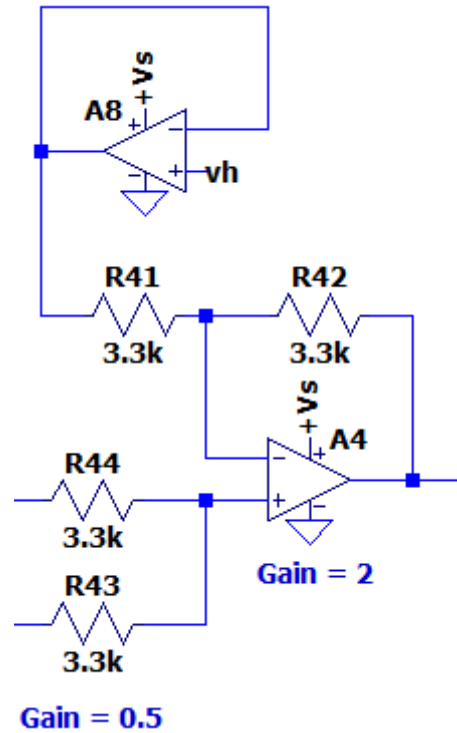 +Vs
A8
vh
R41
R42
3.3k
3.3k
+Vs
A4
R44
3.3k
Gain = 2
R43
3.3k
Gain = 0.5